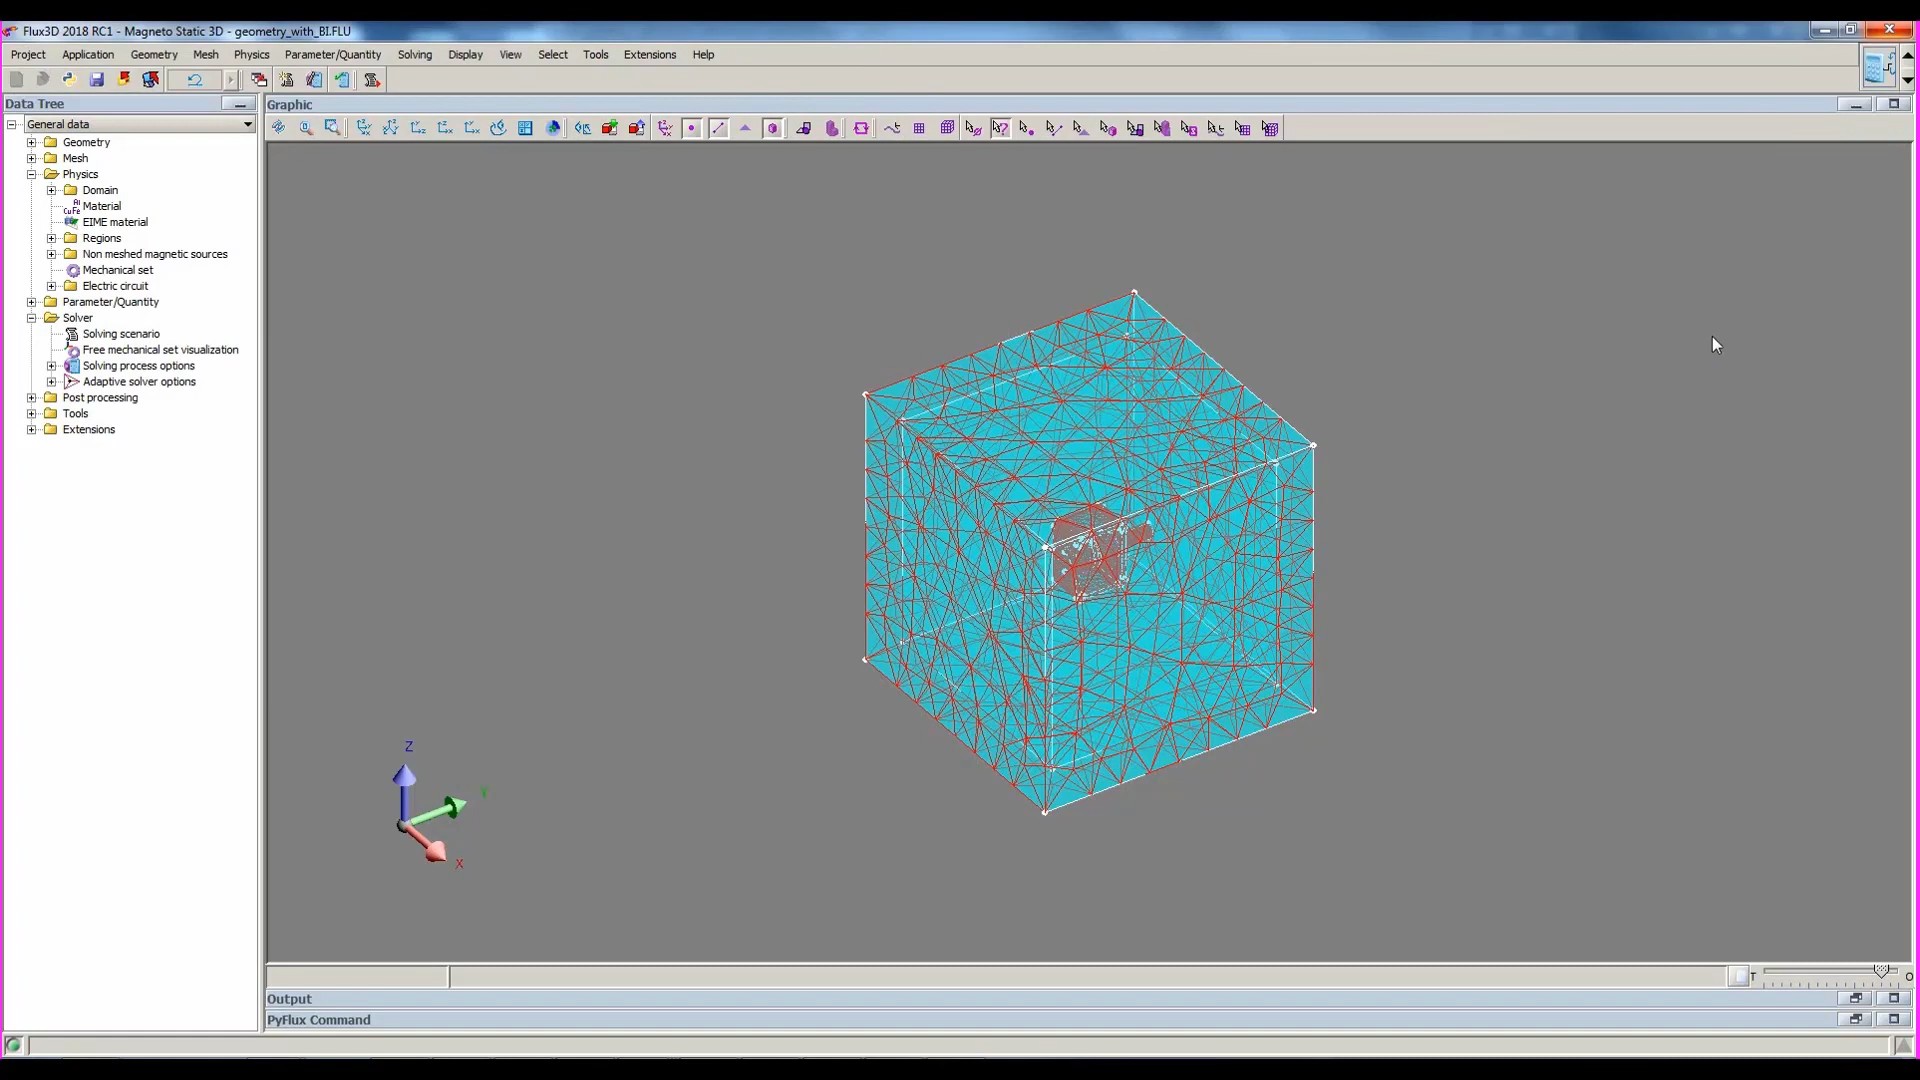 Flux3D 2018 RC1 - Magneto Static 3D - geometry_with_BI.FLU
Project Application Geometry Mesh Physics Parameter/Quantity Solving Display View Select Tools Extensions Help
Data Tree
Graphic
General data
Geometry
Mesh
Physics
Domain
Material
EIME material
Regions
Non meshed magnetic sources
Mechanical set
Electric circuit
Parameter/Quantity
Solver
Solving scenario
Free mechanical set visualization
Solving process options
Adaptive solver options
Post processing
Tools
Extensions
Z
Y
X
T
O
Output
PyFlux Command